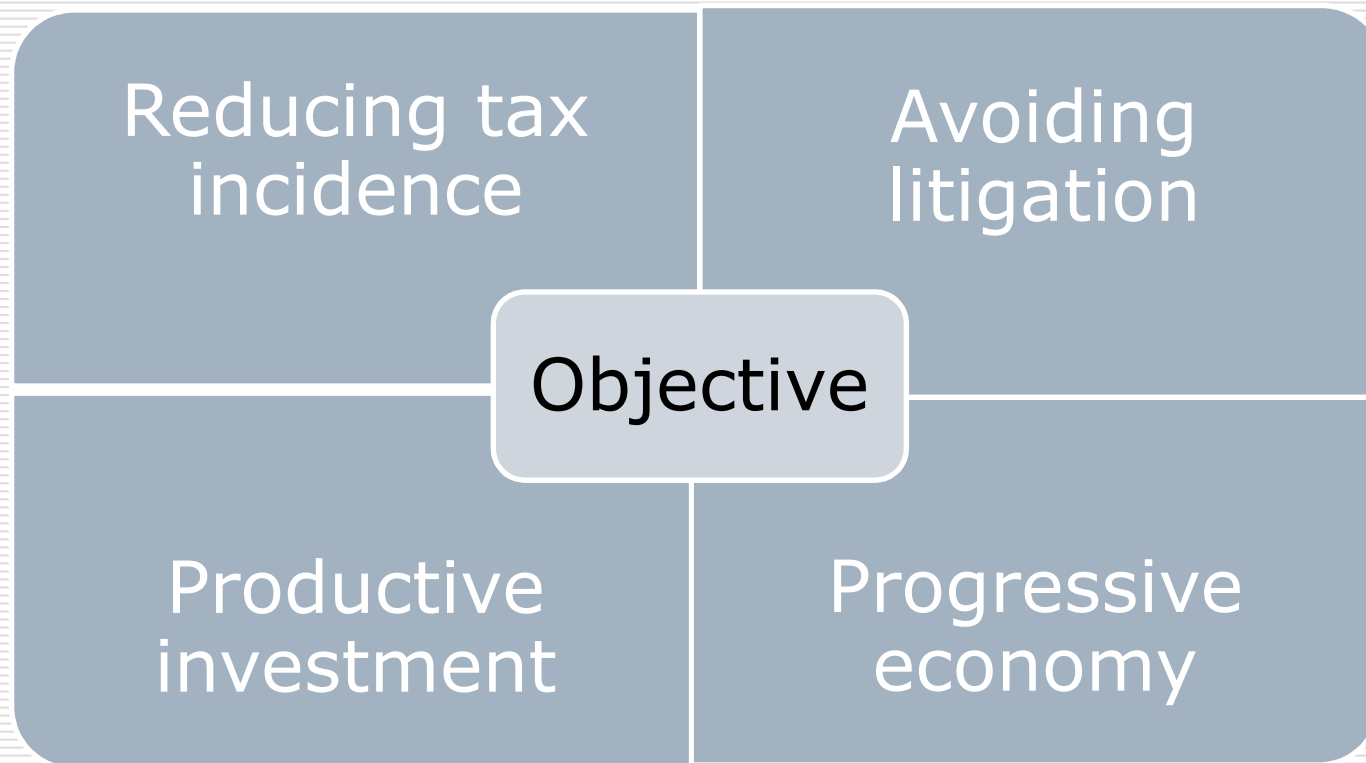 Reducing tax
incidence
Avoiding
litigation
Objective
Productive
investment
Progressive
economy